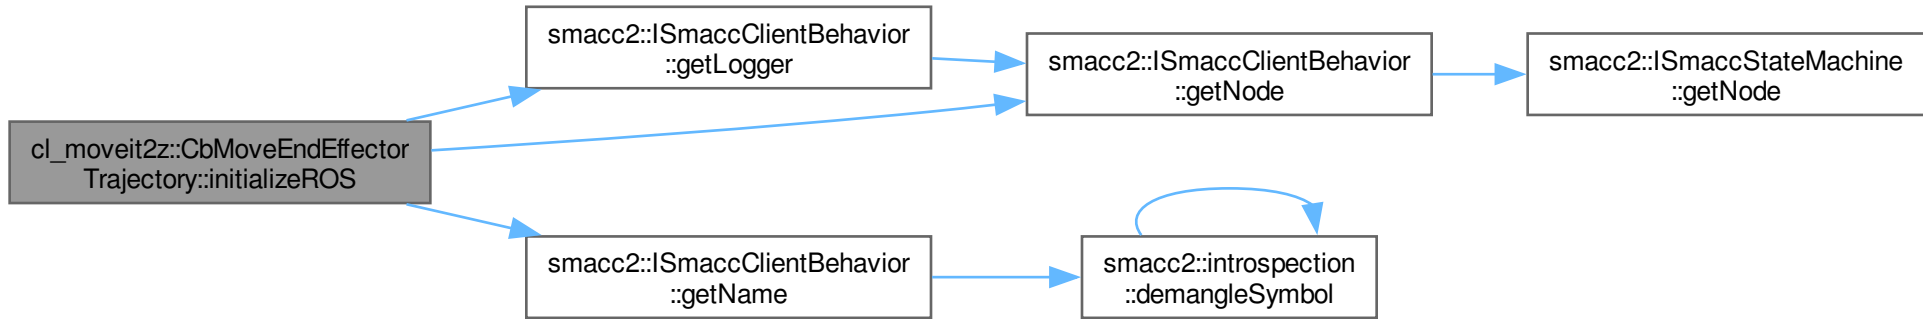 cl_moveit2z::CbMoveEndEffector
Trajectory::initializeROS
smacc2::ISmaccClientBehavior
::getLogger
smacc2::ISmaccClientBehavior
::getNode
smacc2::ISmaccStateMachine
::getNode
smacc2::ISmaccClientBehavior
::getName
smacc2::introspection
::demangleSymbol